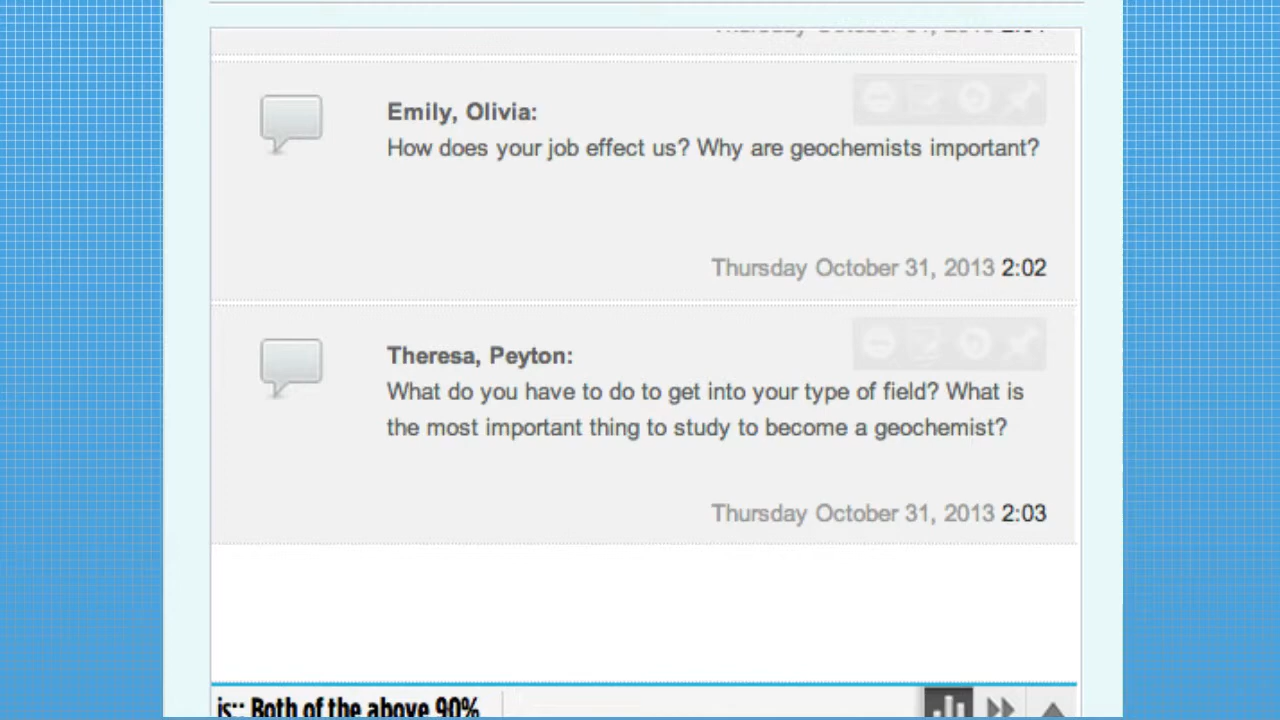 Emily, Olivia:
How does your job effect us? Why are geochemists important?
Thursday October 31, 2013 2:02
Theresa, Peyton:
What do you have to do to get into your type of field? What is
the most important thing to study to become a geochemist?
Thursday October 31, 2013 2:03
is:: Both of the above 90%